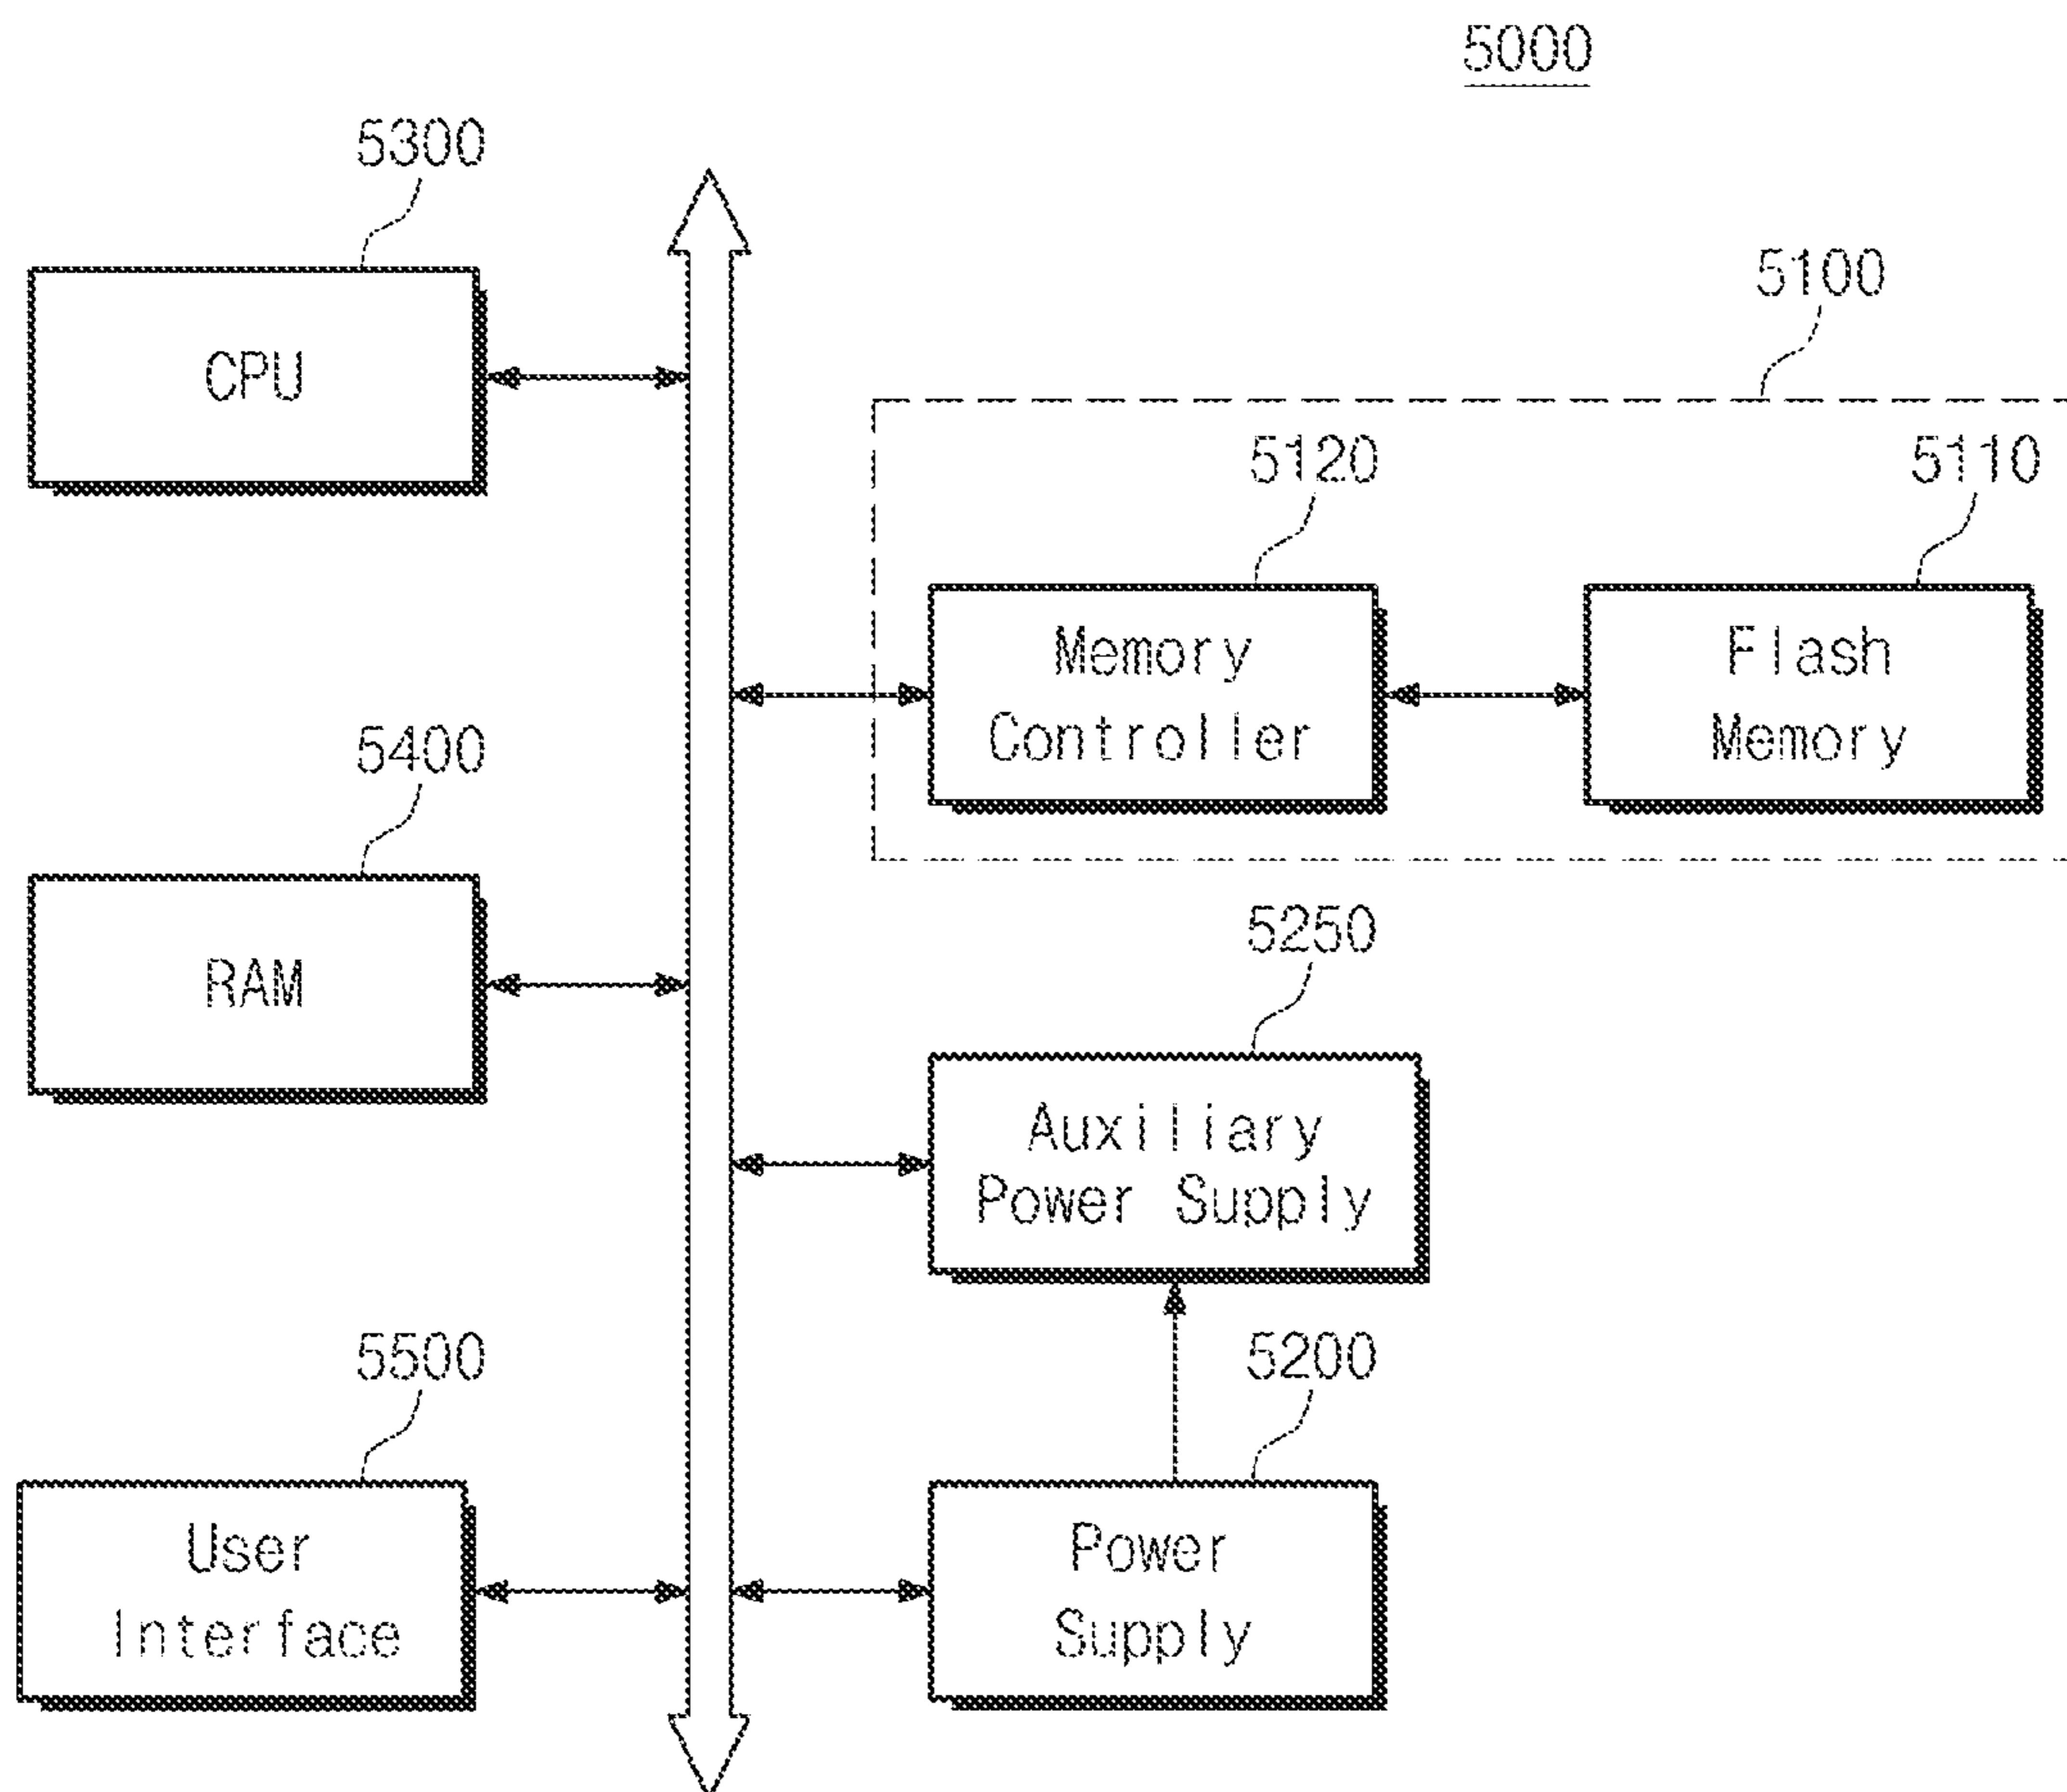 5000
5300
CPU
5100
5120
5110
Memory
Controller
Flash
Memory
5400
RAM
5250
Auxiliary
Power Supply
5500
User
Interface
5200
Power
Supply